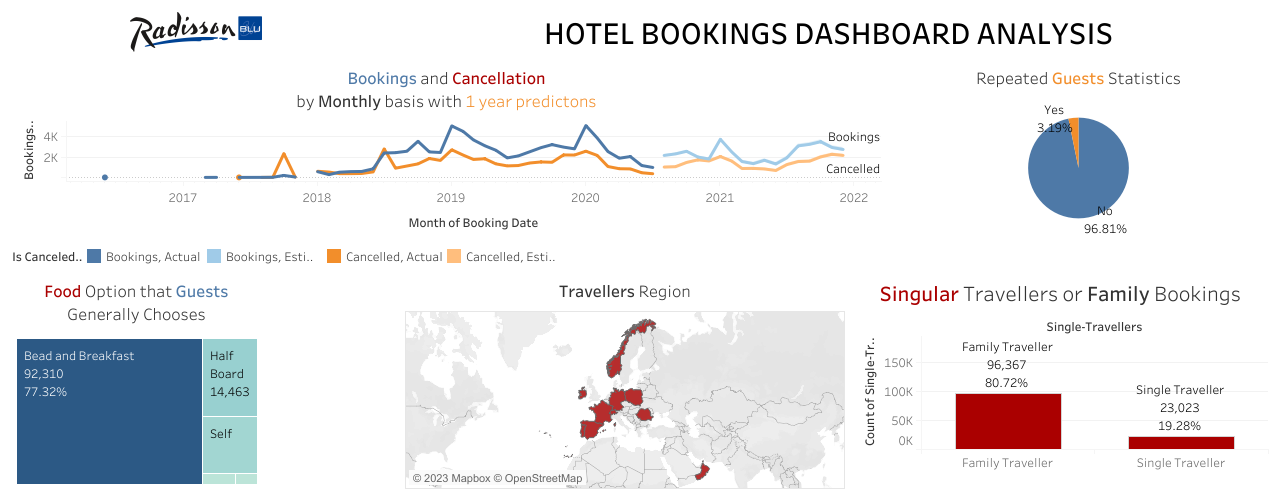 Radisson BLU
HOTEL BOOKINGS DASHBOARD ANALYSIS
Bookings and Cancellation
by Monthly basis with 1 year predictons
Bookings..
4K
2K
Bookings
Cancelled
2017 2018 2019 2020 2021 2022
Month of Booking Date
Is Canceled.. Bookings, Actual Bookings, Esti.. Cancelled, Actual Cancelled, Esti..
Repeated Guests Statistics
Yes
3.19%
No
96.81%
Food Option that Guests
Generally Chooses
Bead and Breakfast
92,310
77.32%
Half
Board
14,463
Self
Travellers Region
© 2023 Mapbox © OpenStreetMap
Singular Travellers or Family Bookings
Single-Travellers
Count of Single-Tr..
150K
100K
50K
0K
Family Traveller
96,367
80.72%
Single Traveller
23,023
19.28%
Family Traveller Single Traveller